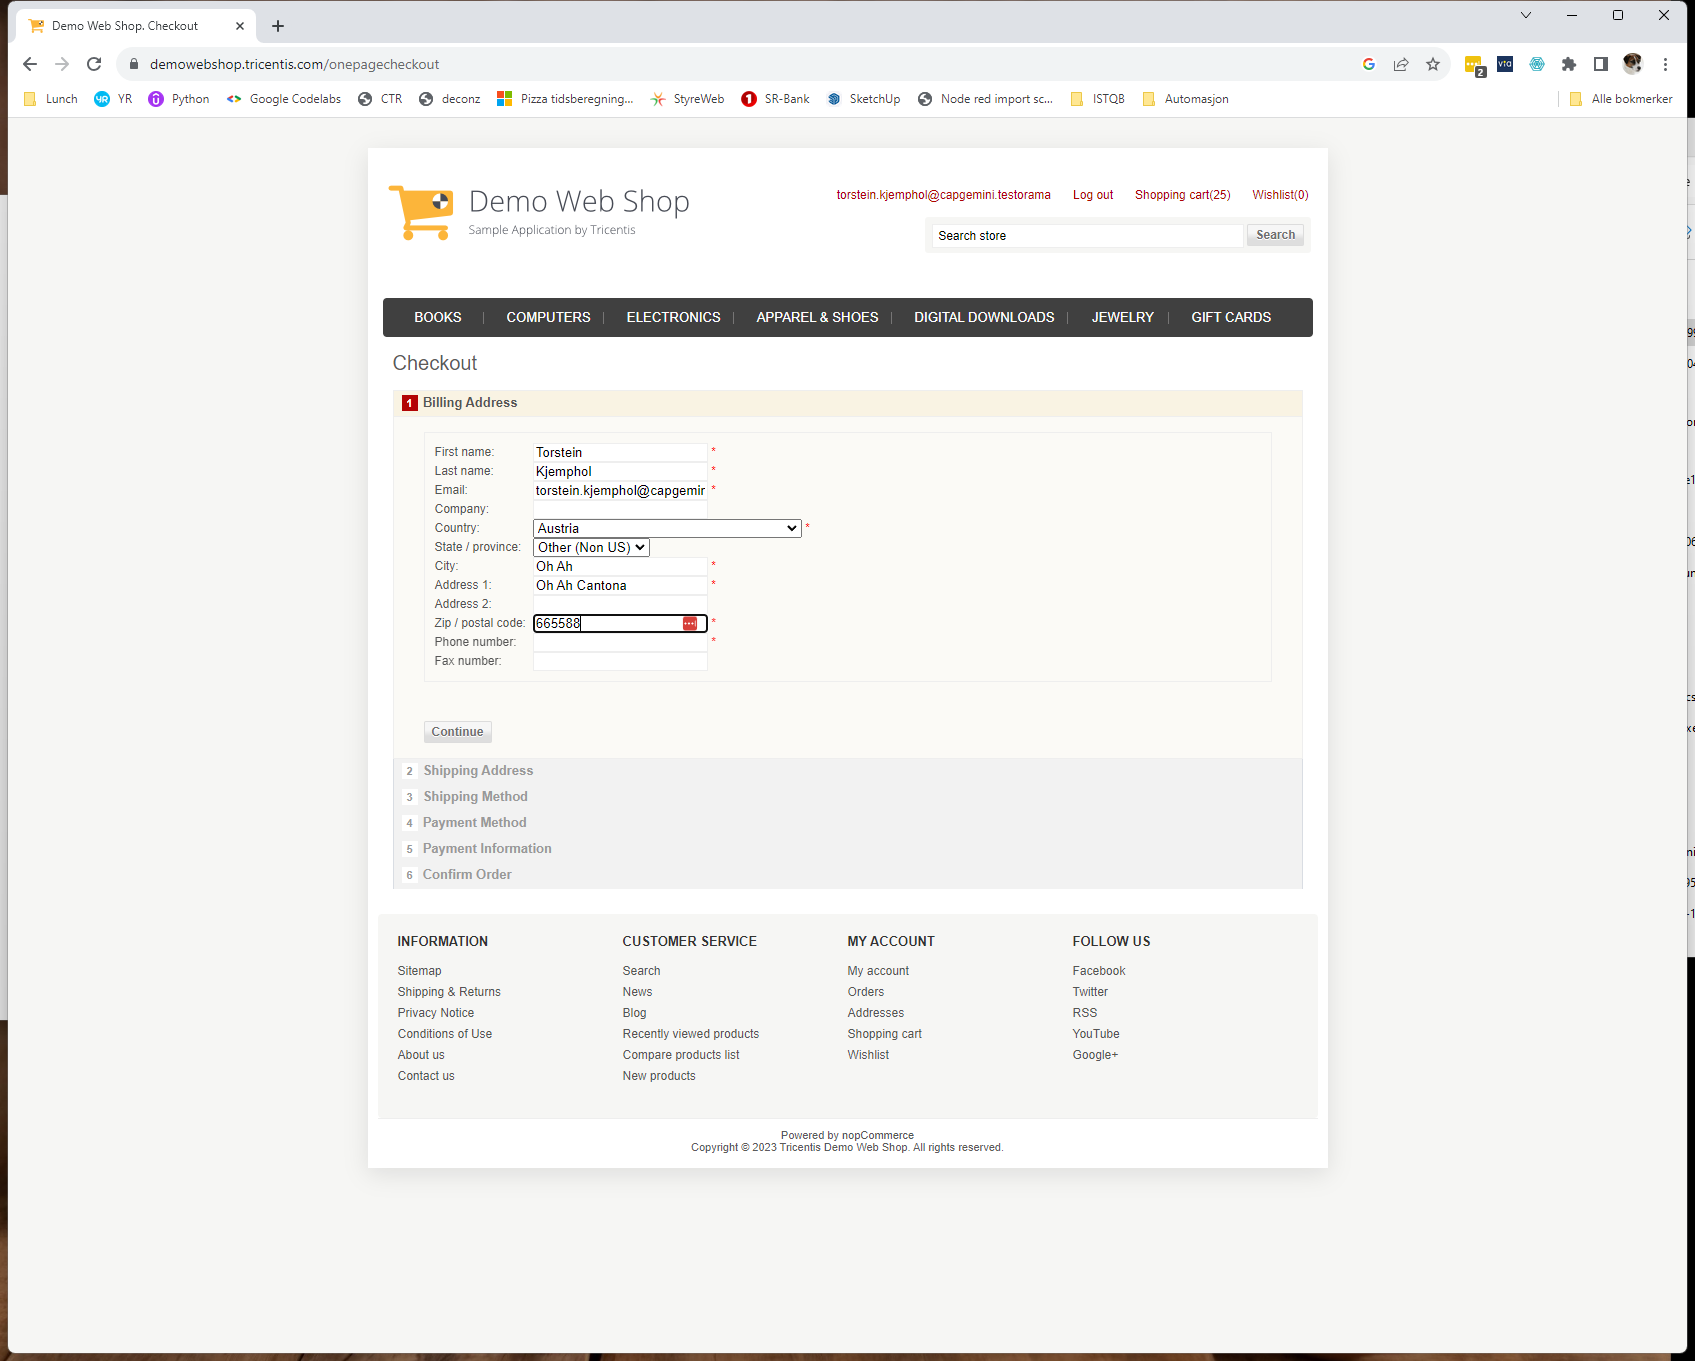 Demo Web Shop. Checkout
demowebshop.tricentis.com/onepagecheckout
2
vta
Lunch YR Python Google Codelabs CTR deconz Pizza tidsberegning... StyreWeb SR-Bank SketchUp Node red import sc... ISTQB Automasjon Alle bokmerker
Demo Web Shop
Sample Application by Tricentis
torstein.kjemphol@capgemini.testorama Log out Shopping cart(25) Wishlist(0)
Search store Search
BOOKS COMPUTERS ELECTRONICS APPAREL & SHOES DIGITAL DOWNLOADS JEWELRY GIFT CARDS
Checkout
1 Billing Address
First name: Torstein *
Last name: Kjemphol *
Email: torstein.kjemphol@capgemir *
Company:
Country: Austria *
State / province: Other (Non US)
City: Oh Ah *
Address 1: Oh Ah Cantona *
Address 2:
Zip / postal code: 665588 *
Phone number: *
Fax number:
Continue
2 Shipping Address
3 Shipping Method
4 Payment Method
5 Payment Information
6 Confirm Order
INFORMATION
Sitemap
Shipping & Returns
Privacy Notice
Conditions of Use
About us
Contact us
CUSTOMER SERVICE
Search
News
Blog
Recently viewed products
Compare products list
New products
MY ACCOUNT
My account
Orders
Addresses
Shopping cart
Wishlist
FOLLOW US
Facebook
Twitter
RSS
YouTube
Google+
Powered by nopCommerce
Copyright © 2023 Tricentis Demo Web Shop. All rights reserved.